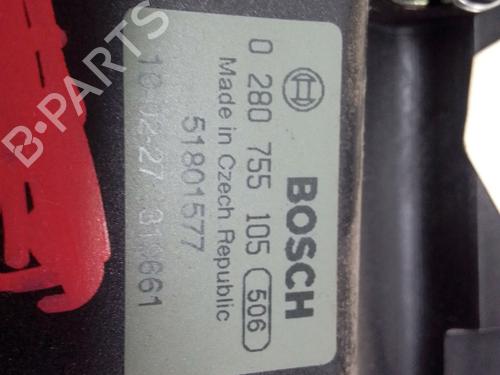 BOSCH
0 280 755 105 506
Made in Czech Republic
51801577
B-PARTS